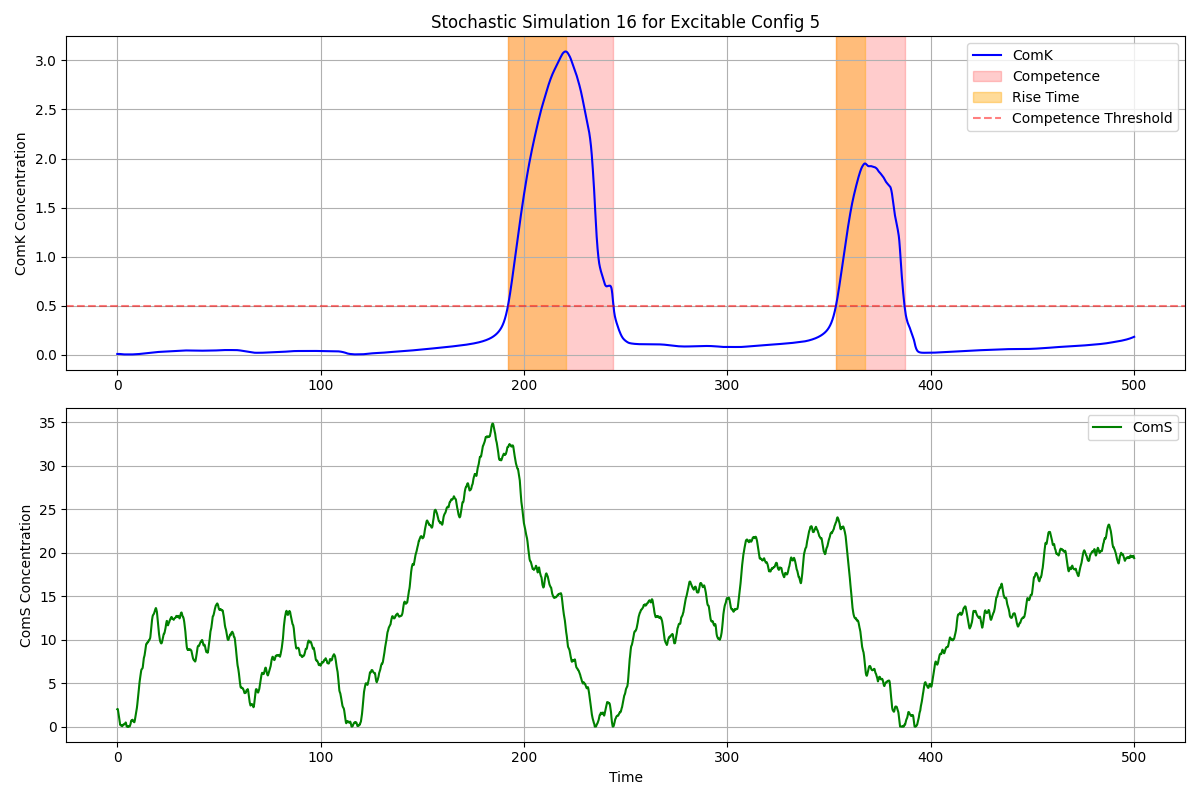 Stochastic Simulation 16 for Excitable Config 5
ComK Concentration
3.0
2.5
2.0
1.5
1.0
0.5
0.0
ComK
Competence
Rise Time
Competence Threshold
0 100 200 300 400 500
ComS Concentration
35
30
25
20
15
10
5
0
ComS
0 100 200 300 400 500
Time